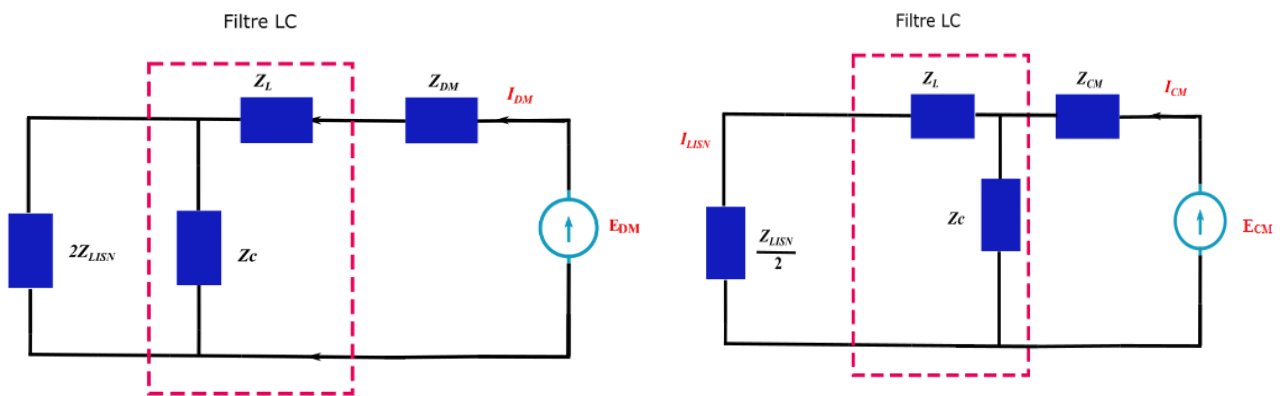 Filtre LC
Z_L
Z_DM
I_DM
2Z_LISN
Zc
E_DM
Filtre LC
Z_L
Z_CM
I_CM
I_LISN
Z_LISN
2
Zc
E_CM